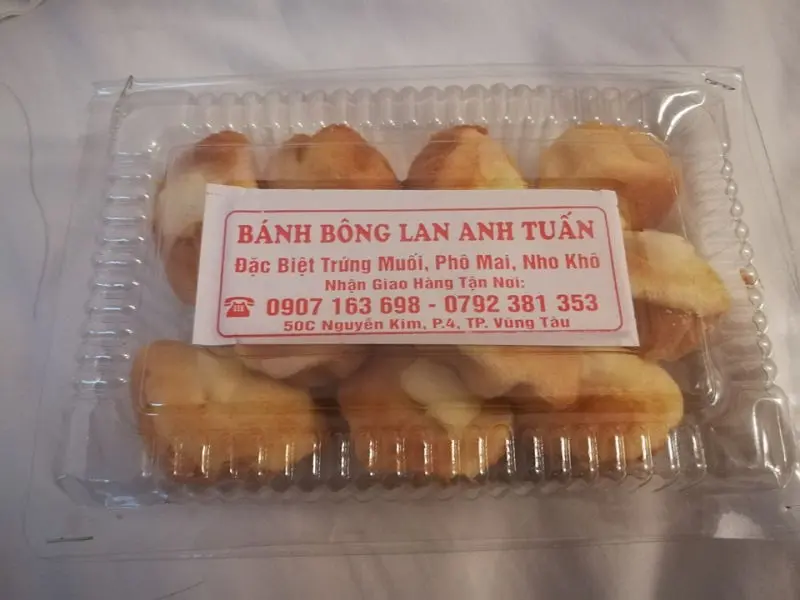 BÁNH BÔNG LAN ANH TUẤN
Đặc Biệt Trứng Muối, Phô Mai, Nho Khô
Nhận Giao Hàng Tận Nơi:
0907 163 698 - 0792 381 353
50C Nguyễn Kim, P.4, TP. Vũng Tàu